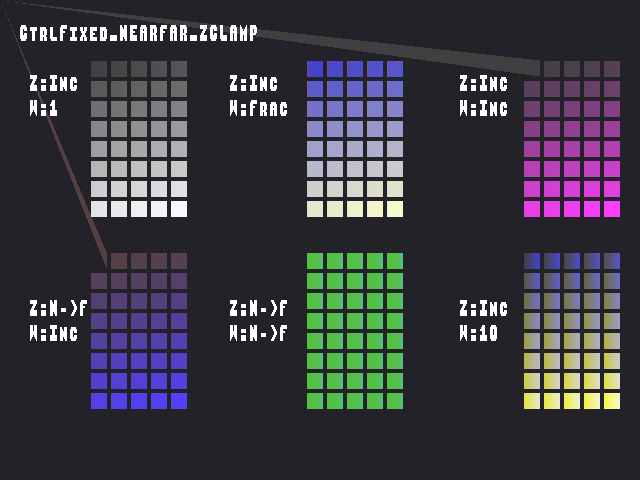 CtrlFixed_NEARFAR_ZCLAMP
Z:Inc
W:1
Z:Inc
W:Frac
Z:Inc
W:Inc
Z:N->f
W:Inc
Z:N->f
W:N->f
Z:Inc
W:10